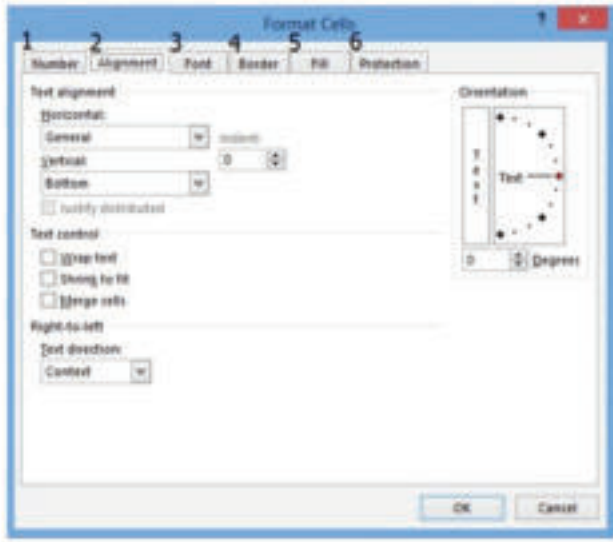 Format Cells ?
1 2 3 4 5 6
Number Alignment Font Border Fill Protection
Text alignment
Horizontal:
General
Indent:
Vertical:
0
Bottom
Justify distributed
Text control
Wrap text
Shrink to fit
Merge cells
Right-to-left
Text direction:
Context
Orientation
Text
Text
0 Degrees
OK Cancel